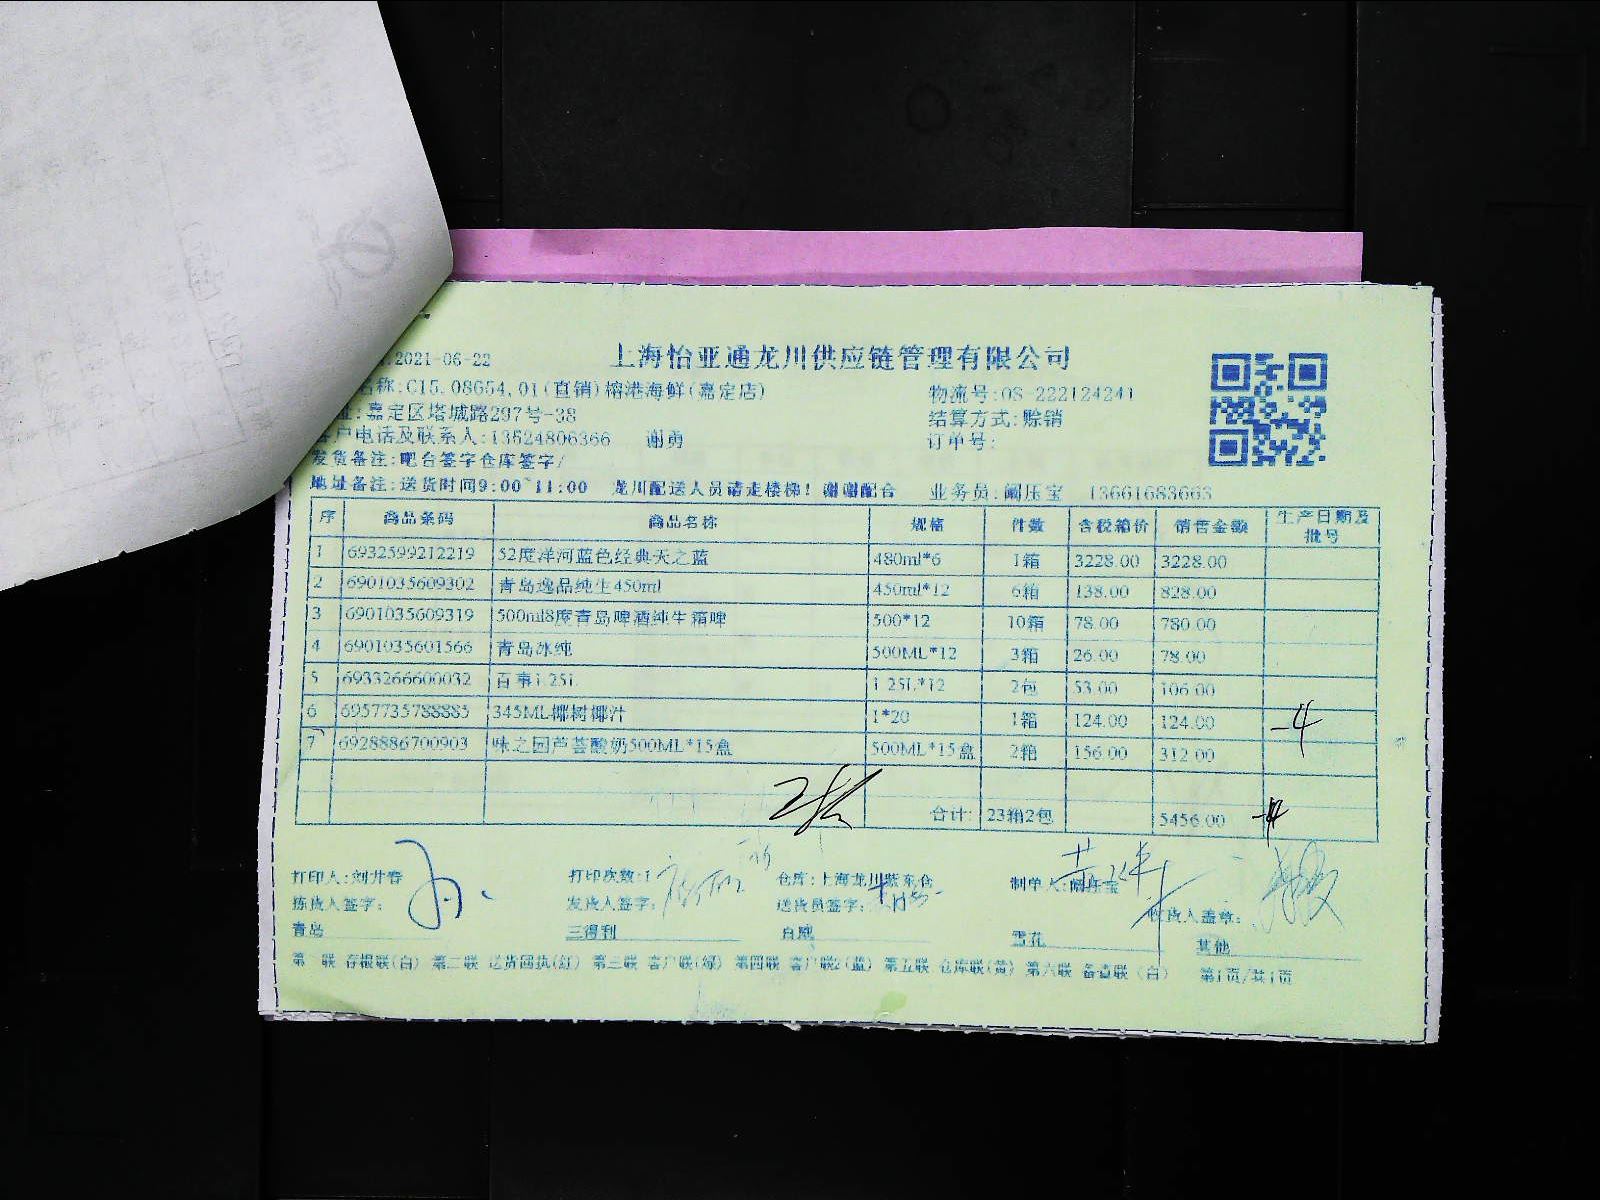 2021-06-22
上海怡亚通龙川供应链管理有限公司
名称:C15.08654.01(直销)榕港海鲜(嘉定店)
物流号:OS-222124241
址:嘉定区塔城路297号-38
结算方式:赊销
客户电话及联系人:13524806366 谢勇
订单号:
发货备注:吧台签字仓库签字/
地址备注:送货时间9:00~11:00 龙川配送人员请走楼梯!谢谢配合
业务员:阚压宝 13661683663
序 商品条码 商品名称 规格 件数 含税箱价 销售金额 生产日期及批号
1 6932599212219 52度洋河蓝色经典天之蓝 480ml*6 1箱 3228.00 3228.00
2 6901035609302 青岛逸品纯生450ml 450ml*12 6箱 138.00 828.00
3 6901035609319 500ml8度青岛啤酒纯生箱啤 500*12 10箱 78.00 780.00
4 6901035601566 青岛冰纯 500ML*12 3箱 26.00 78.00
5 6933266600032 百事1.25L 1.25L*12 2包 53.00 106.00
6 6957735788885 345ML椰树椰汁 1*20 1箱 124.00 124.00 -4
7 6928886700903 味之园芦荟酸奶500ML*15盒 500ML*15盒 2箱 156.00 312.00
合计: 23箱2包 5456.00
打印人:刘井春 打印次数:1 仓库:上海龙川紫东仓 制单人:阚压宝
拣货人签字: 发货人签字: 送货员签字: 收货人盖章:
青岛 三得利 百威 雪花 其他
第一联 存根联(白) 第二联 送货回执(红) 第三联 客户联(绿) 第四联 客户联2(蓝) 第五联 仓库联(黄) 第六联 备查联(白) 第1页/共1页